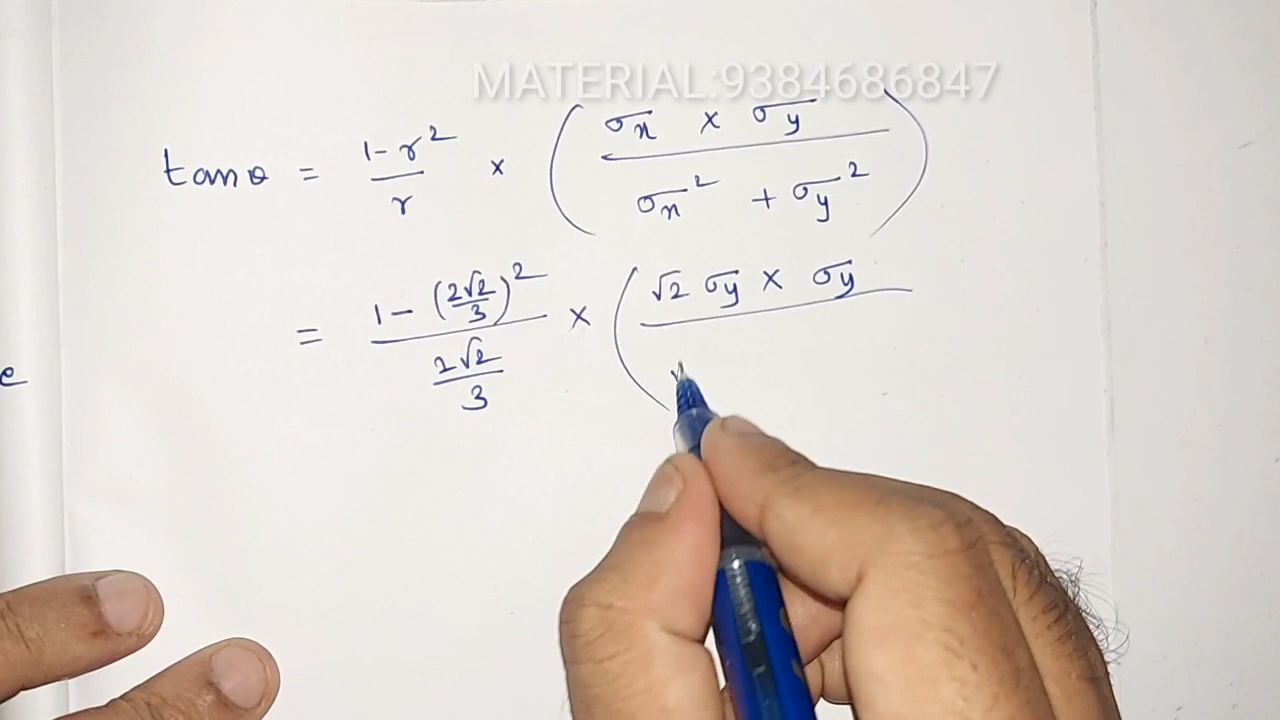 MATERIAL:9384686847
tanθ = (1-r²)/r × (σx × σy)/(σx² + σy²)
= (1-(2√2/3)²)/(2√2/3) × (√2 σy × σy
e